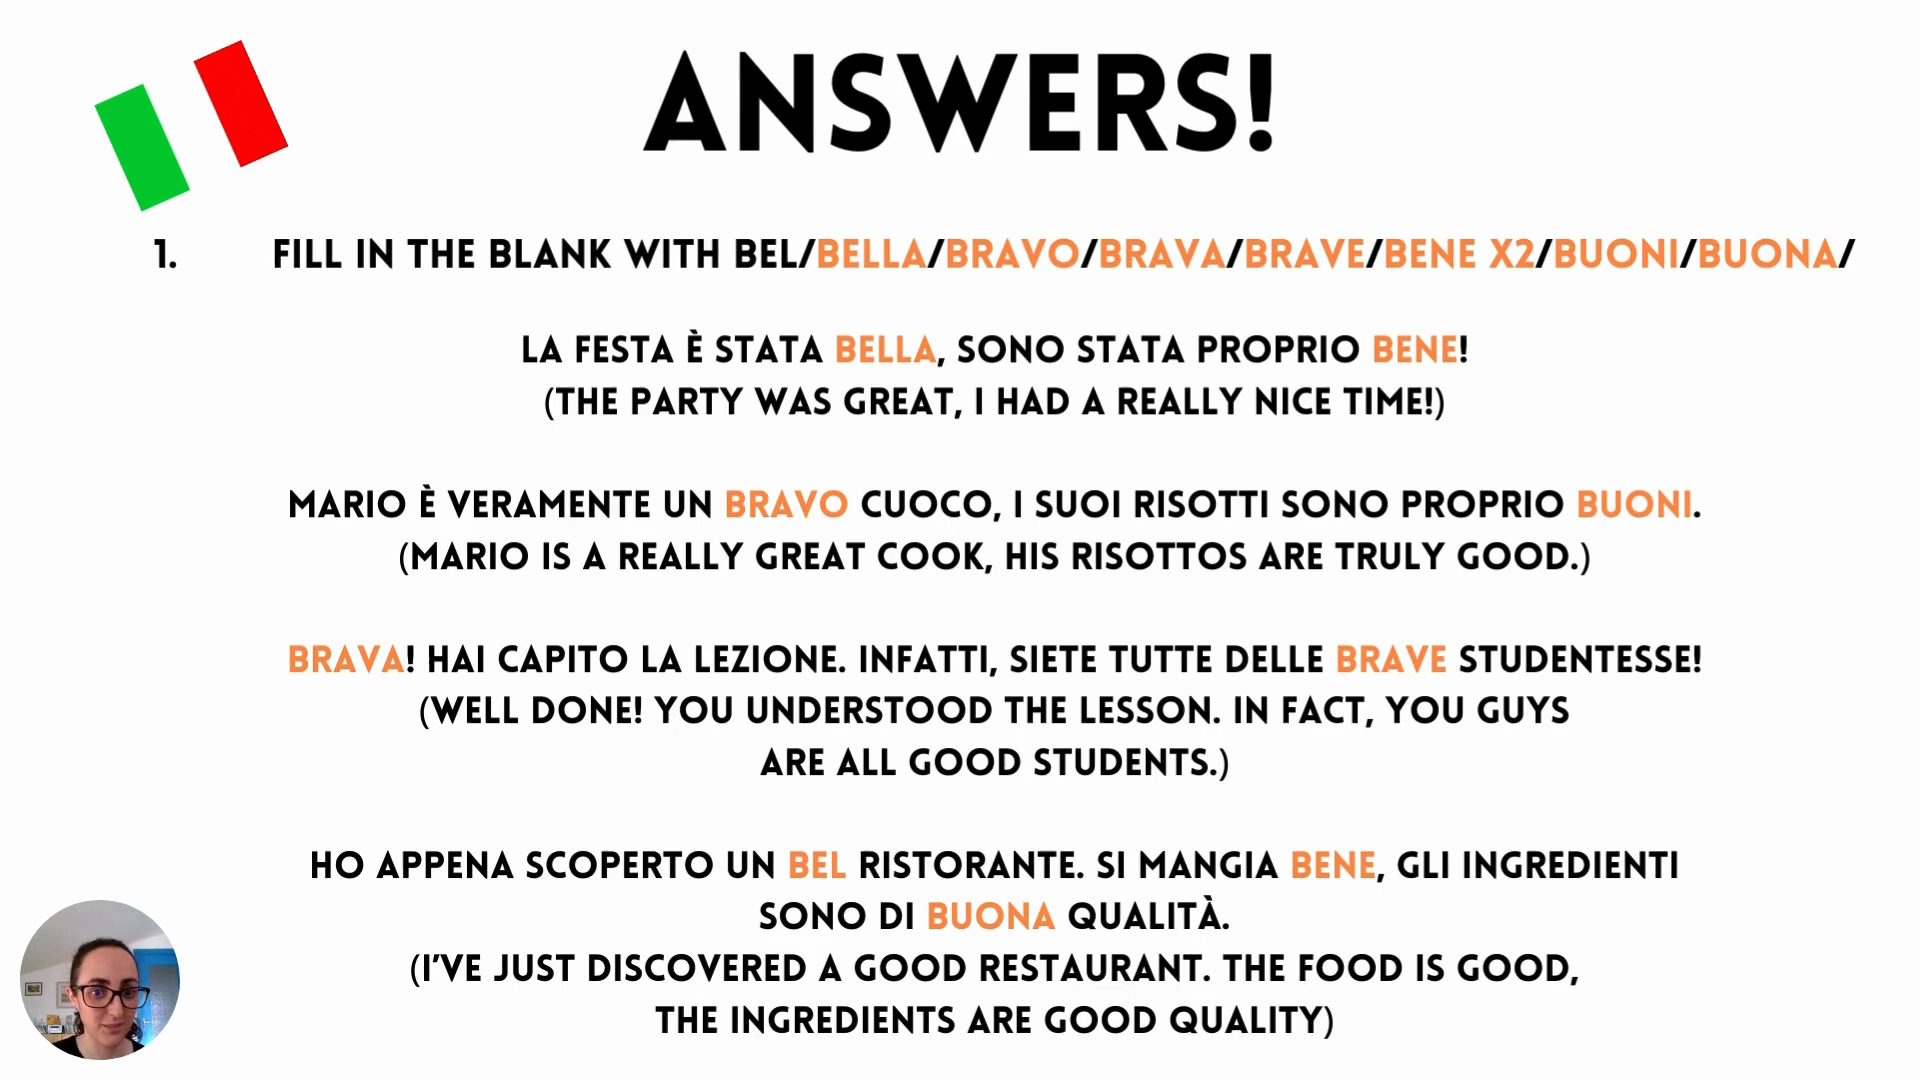 ANSWERS!
1. FILL IN THE BLANK WITH BEL/BELLA/BRAVO/BRAVA/BRAVE/BENE X2/BUONI/BUONA/
LA FESTA È STATA BELLA, SONO STATA PROPRIO BENE!
(THE PARTY WAS GREAT, I HAD A REALLY NICE TIME!)
MARIO È VERAMENTE UN BRAVO CUOCO, I SUOI RISOTTI SONO PROPRIO BUONI.
(MARIO IS A REALLY GREAT COOK, HIS RISOTTOS ARE TRULY GOOD.)
BRAVA! HAI CAPITO LA LEZIONE. INFATTI, SIETE TUTTE DELLE BRAVE STUDENTESSE!
(WELL DONE! YOU UNDERSTOOD THE LESSON. IN FACT, YOU GUYS
ARE ALL GOOD STUDENTS.)
HO APPENA SCOPERTO UN BEL RISTORANTE. SI MANGIA BENE, GLI INGREDIENTI
SONO DI BUONA QUALITÀ.
(I'VE JUST DISCOVERED A GOOD RESTAURANT. THE FOOD IS GOOD,
THE INGREDIENTS ARE GOOD QUALITY)